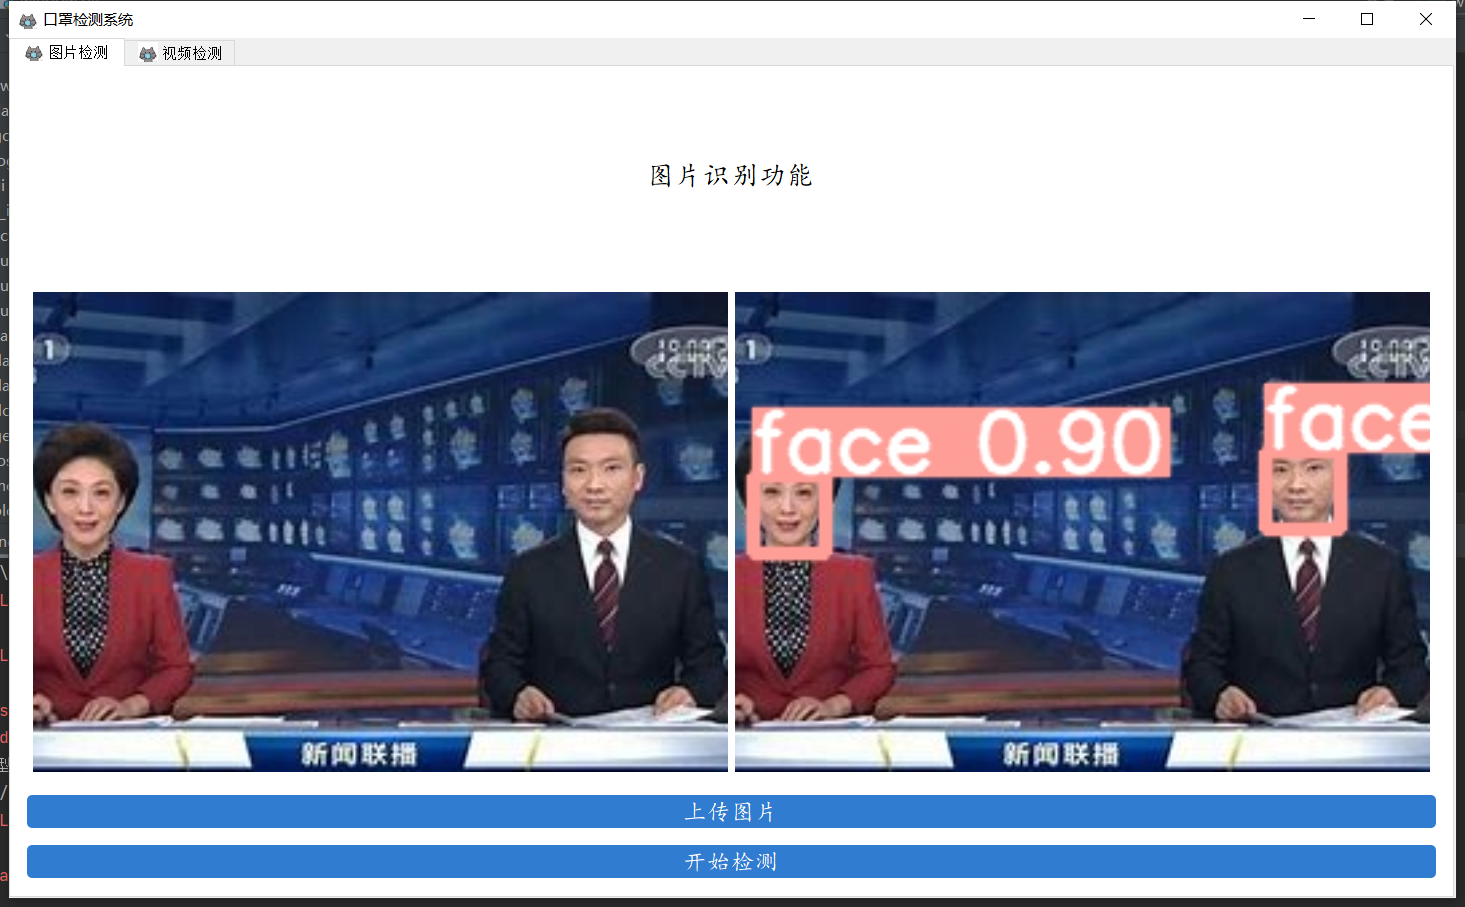 口罩检测系统
图片检测
视频检测
图片识别功能
1
CCTV
新闻联播
1
CCTV
face 0.90
face
新闻联播
上传图片
开始检测